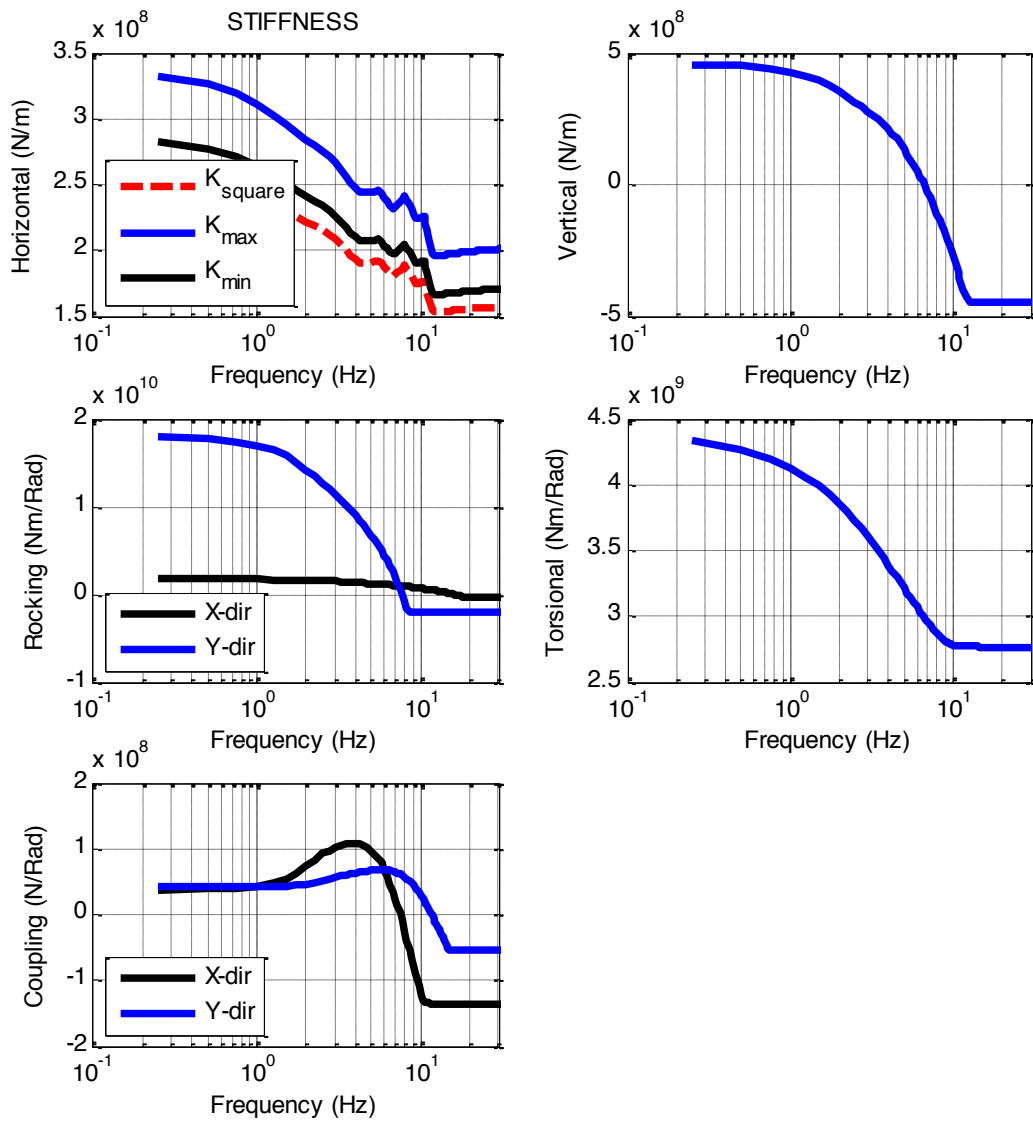 x 10^8
STIFFNESS
3.5
3
2.5
2
1.5
Horizontal (N/m)
K_square
K_max
K_min
10^-1
10^0
10^1
Frequency (Hz)
x 10^8
5
0
-5
Vertical (N/m)
10^-1
10^0
10^1
Frequency (Hz)
x 10^10
2
1
0
-1
Rocking (Nm/Rad)
X-dir
Y-dir
10^-1
10^0
10^1
Frequency (Hz)
x 10^9
4.5
4
3.5
3
2.5
Torsional (Nm/Rad)
10^-1
10^0
10^1
Frequency (Hz)
x 10^8
2
1
0
-1
-2
Coupling (N/Rad)
X-dir
Y-dir
10^-1
10^0
10^1
Frequency (Hz)